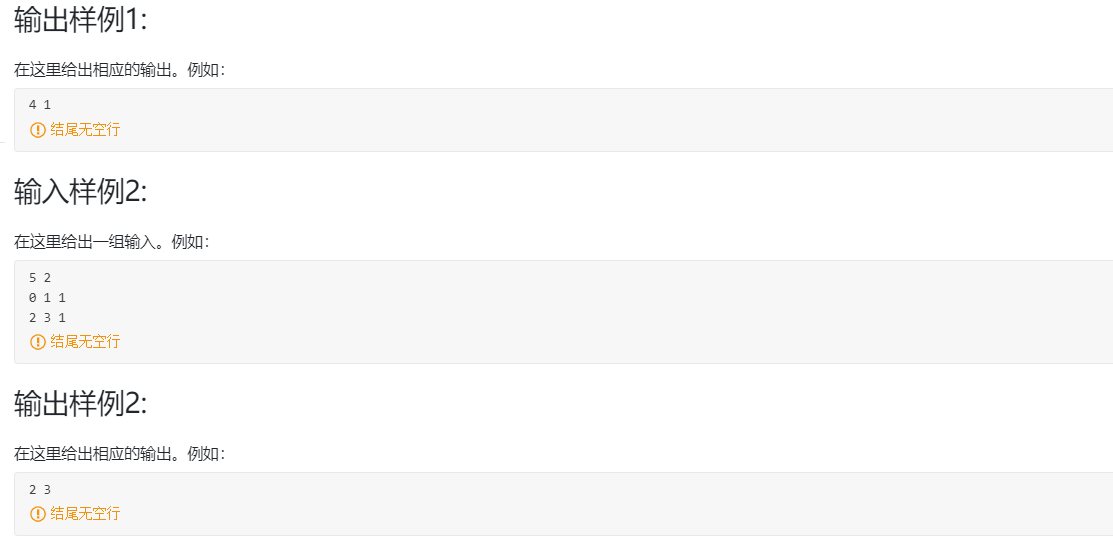 输出样例1:
在这里给出相应的输出。例如：
4 1
结尾无空行
输入样例2:
在这里给出一组输入。例如：
5 2
0 1 1
2 3 1
结尾无空行
输出样例2:
在这里给出相应的输出。例如：
2 3
结尾无空行